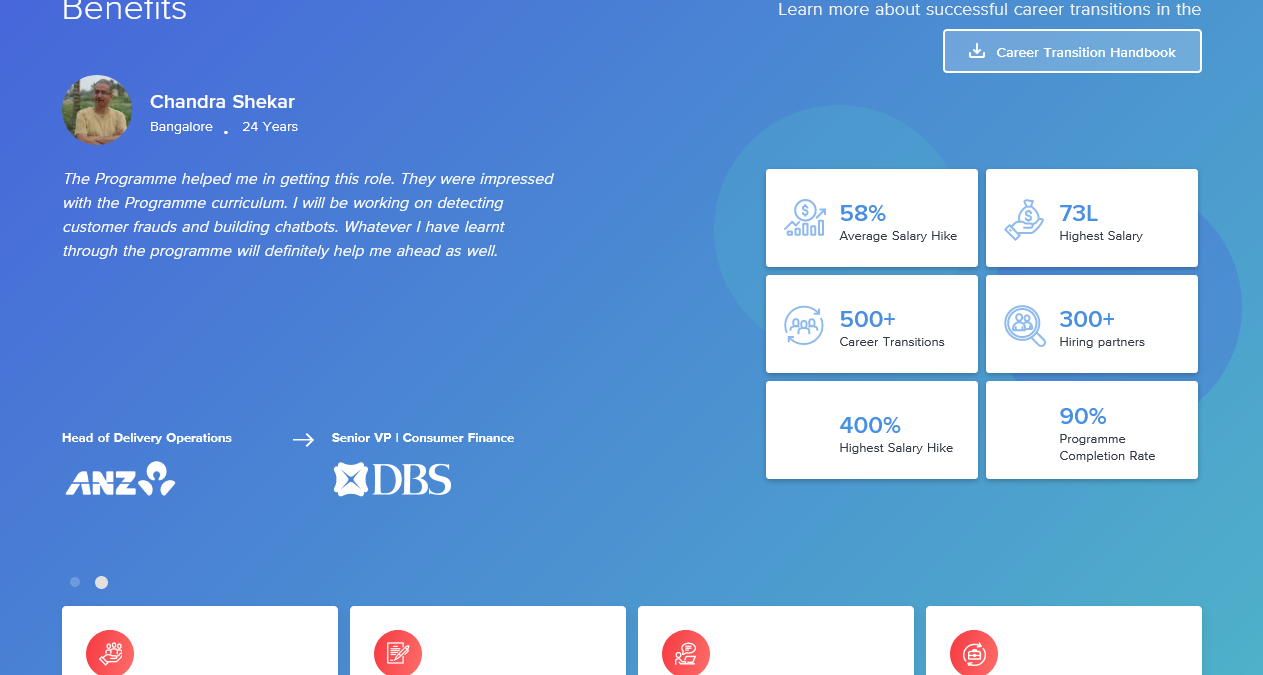 Benefits
Learn more about successful career transitions in the
Career Transition Handbook
Chandra Shekar
Bangalore . 24 Years
The Programme helped me in getting this role. They were impressed
with the Programme curriculum. I will be working on detecting
customer frauds and building chatbots. Whatever I have learnt
through the programme will definitely help me ahead as well.
58%
Average Salary Hike
73L
Highest Salary
500+
Career Transitions
300+
Hiring partners
400%
Highest Salary Hike
90%
Programme
Completion Rate
Head of Delivery Operations
Senior VP | Consumer Finance
ANZ
DBS